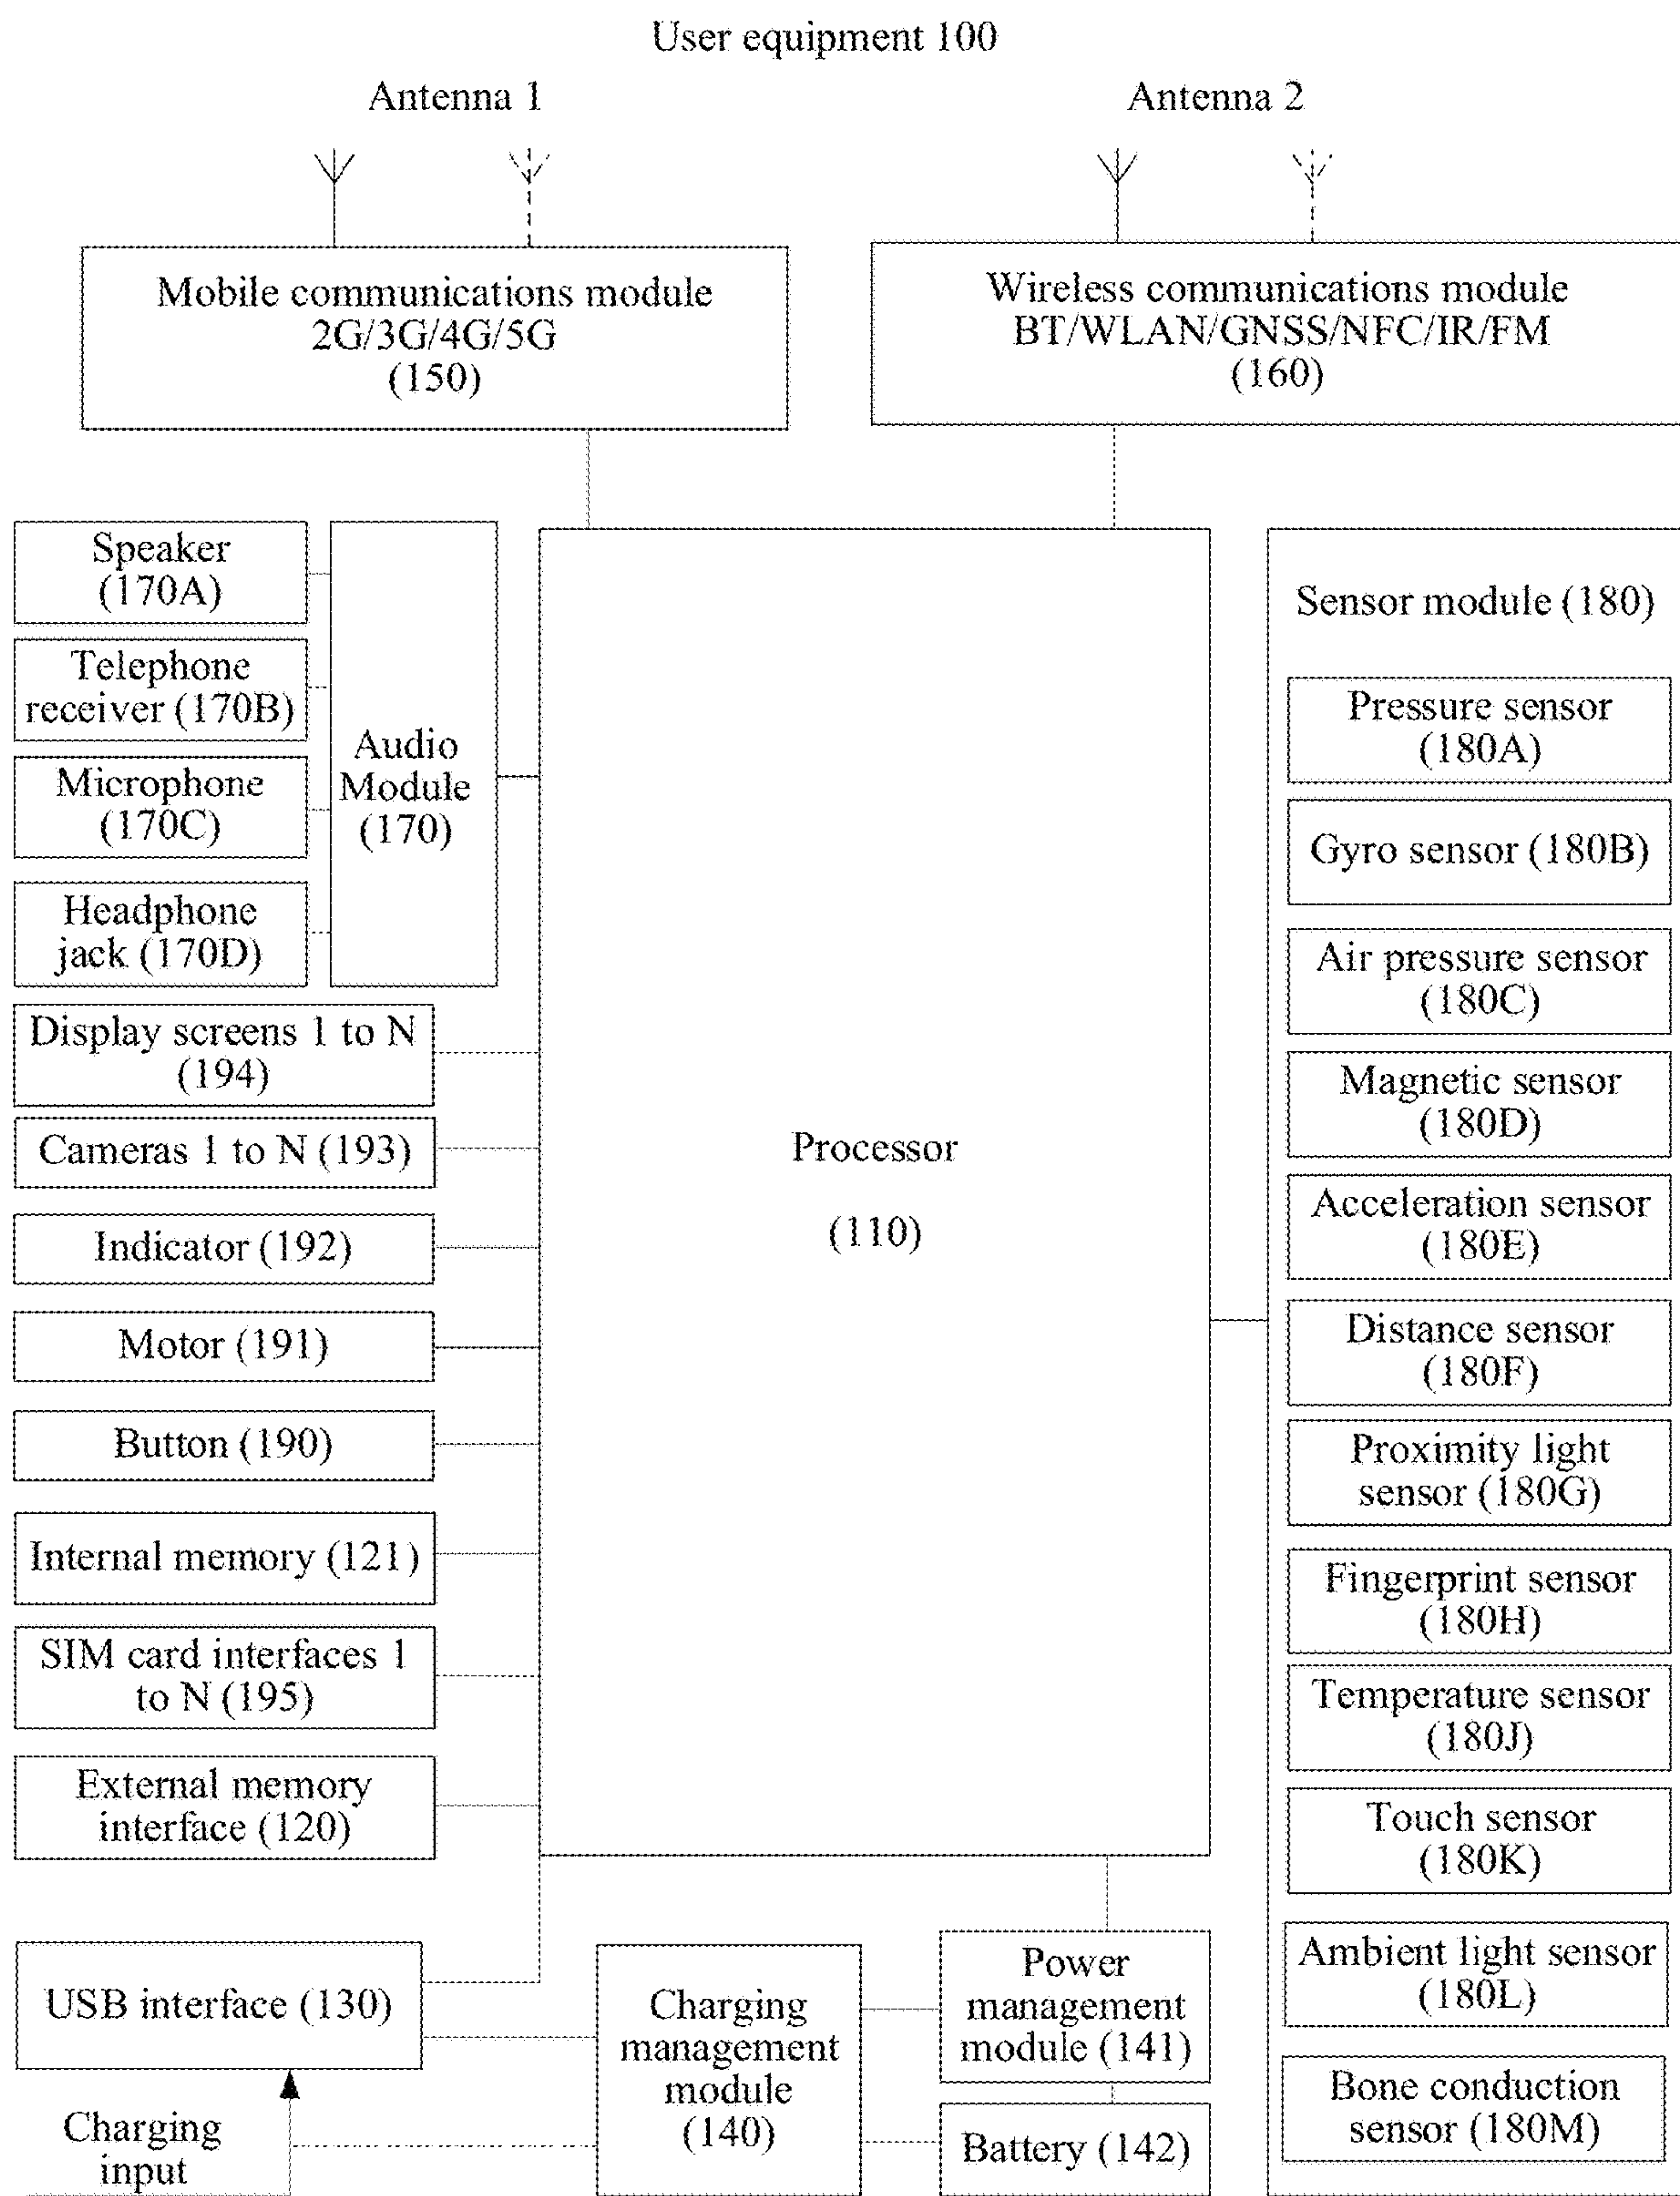 User equipment 100
Antenna 1
Antenna 2
Mobile communications module
2G/3G/4G/5G
(150)
Wireless communications module
BT/WLAN/GNSS/NFC/IR/FM
(160)
Speaker
(170A)
Telephone
receiver (170B)
Microphone
(170C)
Headphone
jack (170D)
Audio
Module
(170)
Display screens 1 to N
(194)
Cameras 1 to N (193)
Indicator (192)
Motor (191)
Button (190)
Internal memory (121)
SIM card interfaces 1
to N (195)
External memory
interface (120)
Processor
(110)
Sensor module (180)
Pressure sensor
(180A)
Gyro sensor (180B)
Air pressure sensor
(180C)
Magnetic sensor
(180D)
Acceleration sensor
(180E)
Distance sensor
(180F)
Proximity light
sensor (180G)
Fingerprint sensor
(180H)
Temperature sensor
(180J)
Touch sensor
(180K)
Ambient light sensor
(180L)
Bone conduction
sensor (180M)
USB interface (130)
Charging
input
Charging
management
module
(140)
Power
management
module (141)
Battery (142)